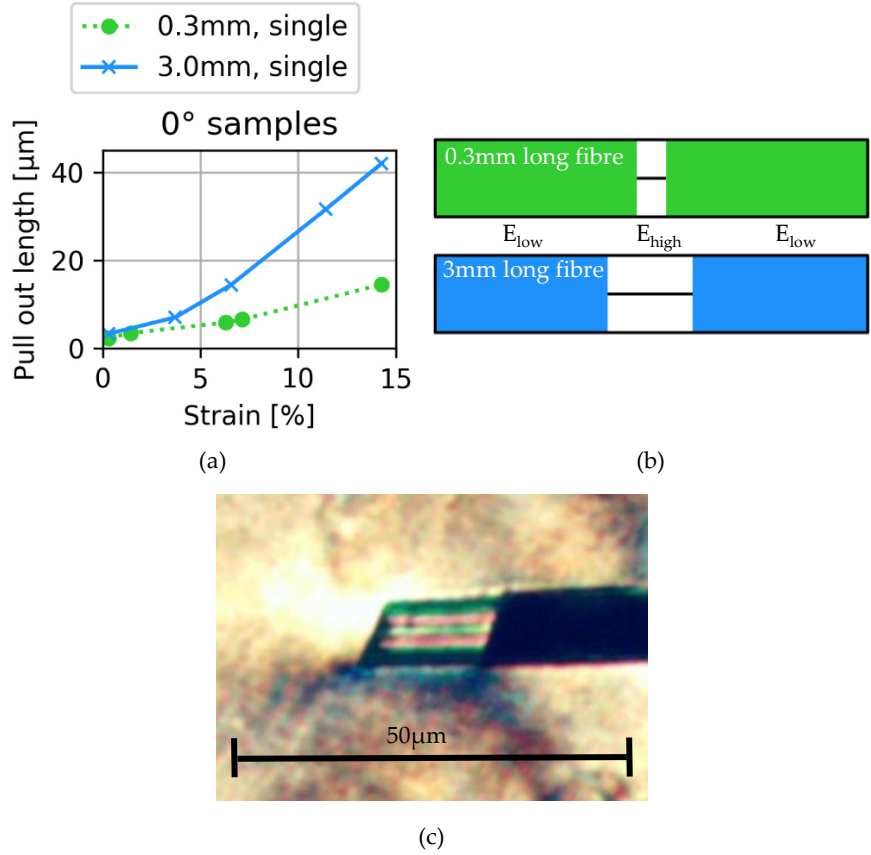 0.3mm, single
3.0mm, single
0° samples
Pull out length [µm]
40
20
0
0
5
10
15
Strain [%]
(a)
0.3mm long fibre
E_low E_high E_low
3mm long fibre
(b)
50µm
(c)